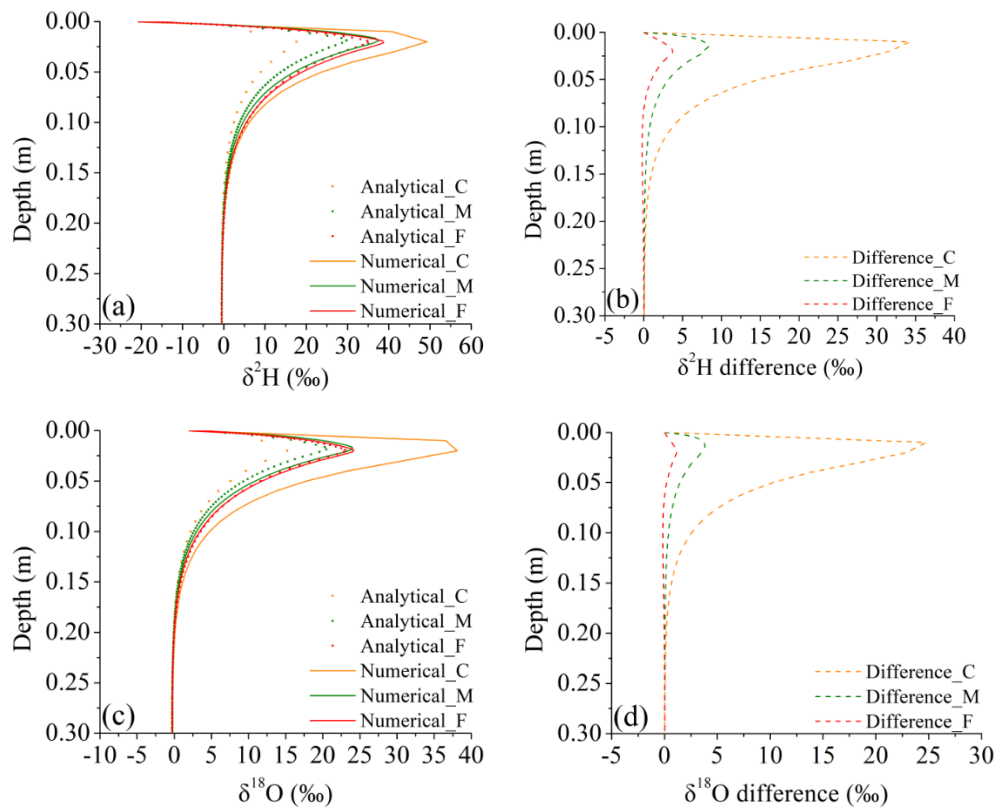 0.00
0.05
0.10
0.15
0.20
0.25
0.30
Depth (m)
Analytical_C
Analytical_M
Analytical_F
Numerical_C
Numerical_M
Numerical_F
(a)
-30 -20 -10 0 10 20 30 40 50 60
δ²H (‰)
0.00
0.05
0.10
0.15
0.20
0.25
0.30
Depth (m)
Difference_C
Difference_M
Difference_F
(b)
-5 0 5 10 15 20 25 30 35 40
δ²H difference (‰)
0.00
0.05
0.10
0.15
0.20
0.25
0.30
Depth (m)
Analytical_C
Analytical_M
Analytical_F
Numerical_C
Numerical_M
Numerical_F
(c)
-10 -5 0 5 10 15 20 25 30 35 40
δ¹⁸O (‰)
0.00
0.05
0.10
0.15
0.20
0.25
0.30
Depth (m)
Difference_C
Difference_M
Difference_F
(d)
-5 0 5 10 15 20 25 30
δ¹⁸O difference (‰)